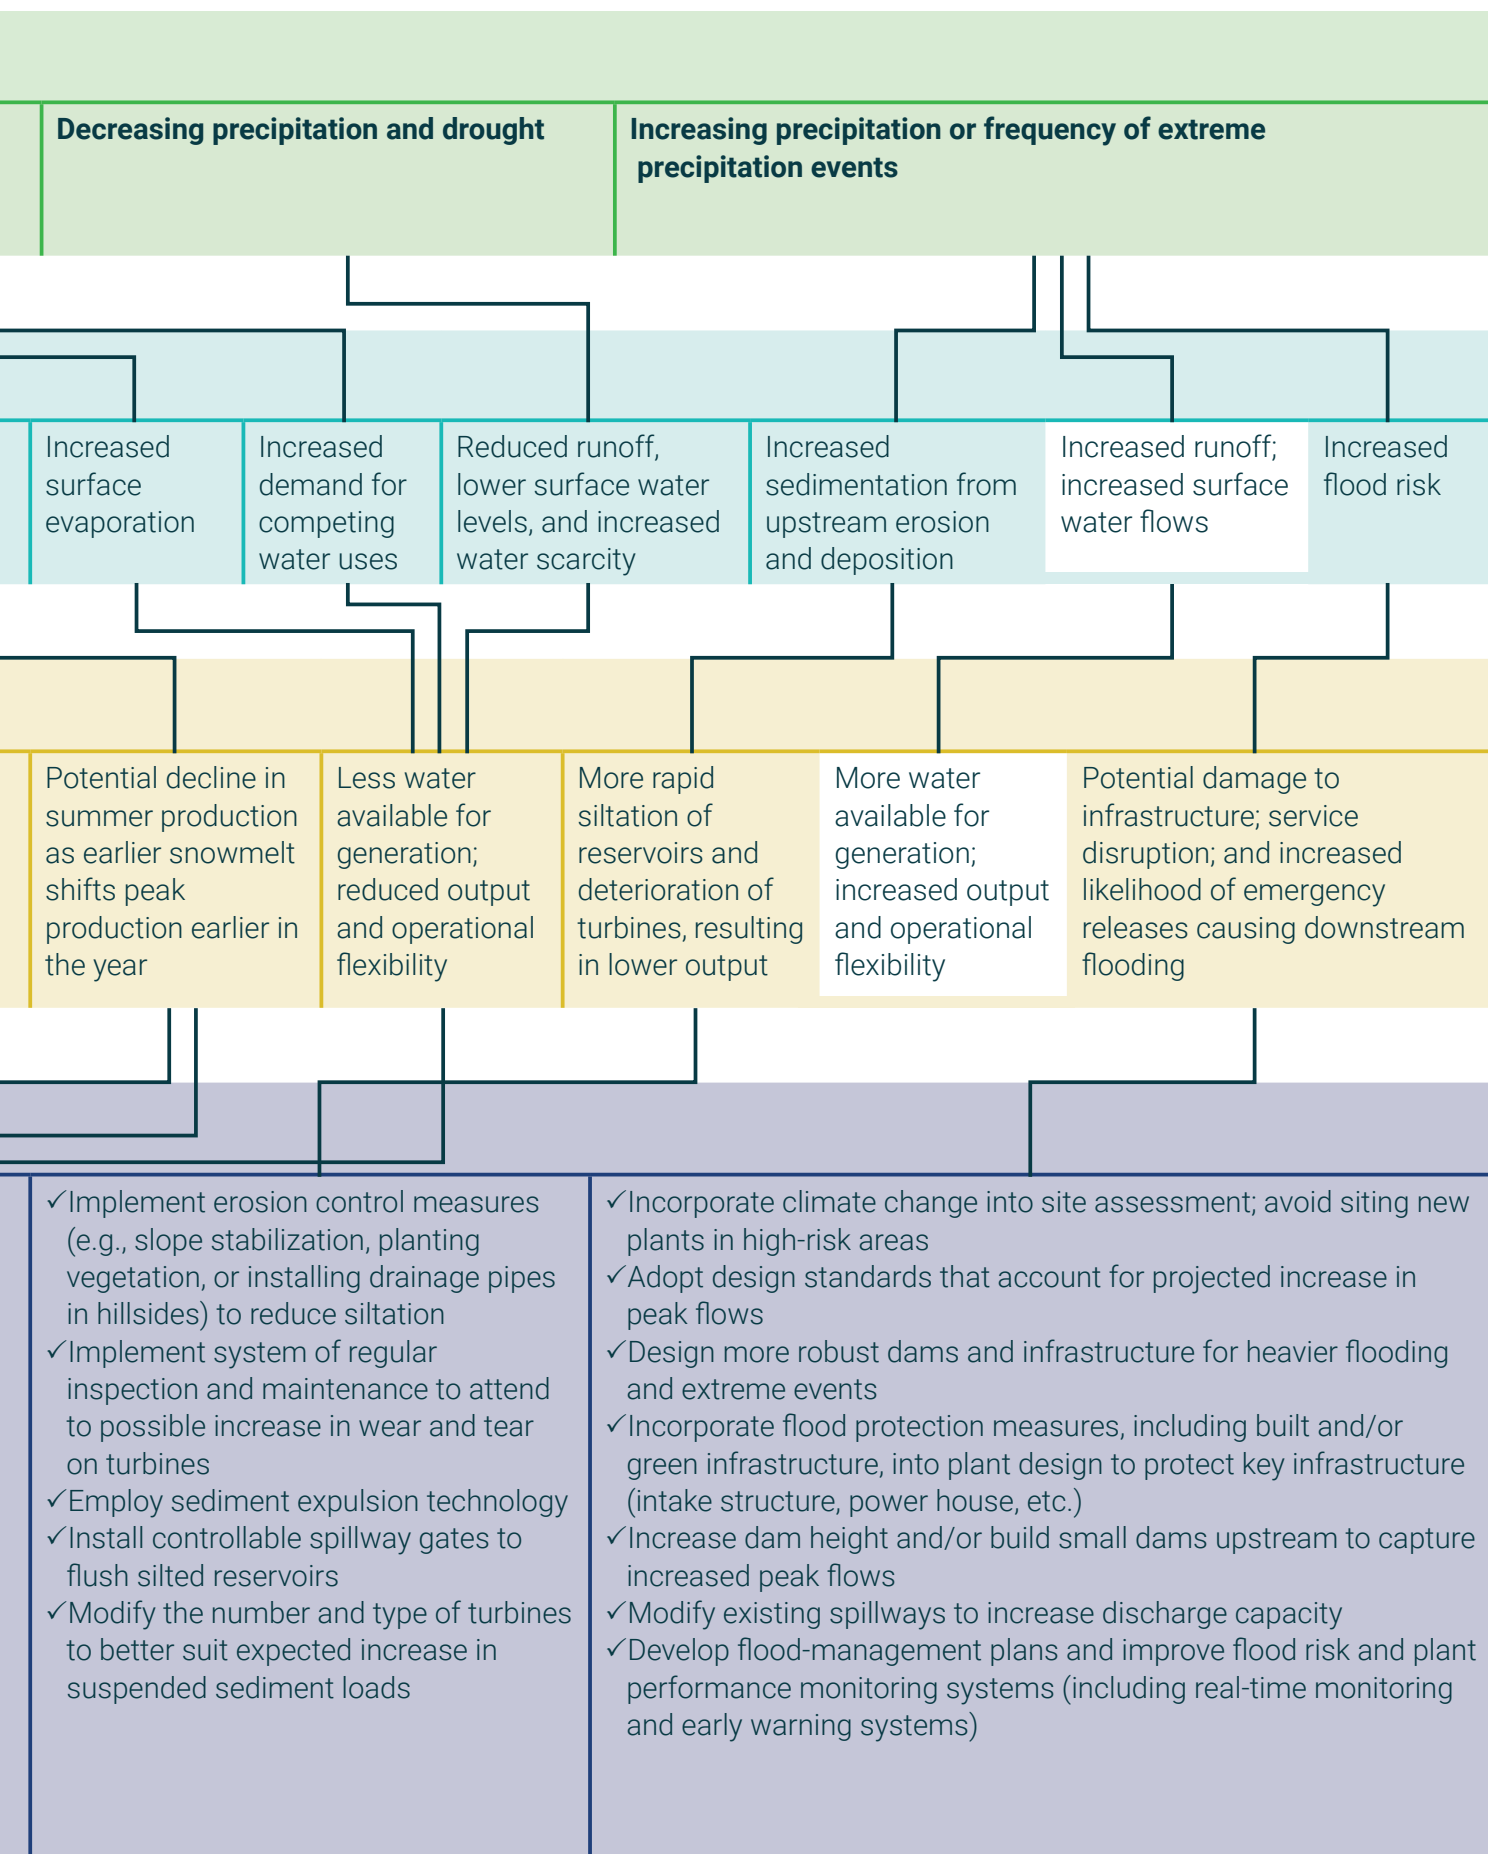 Decreasing precipitation and drought
Increasing precipitation or frequency of extreme
precipitation events
Increased
surface
evaporation
Increased
demand for
competing
water uses
Reduced runoff,
lower surface water
levels, and increased
water scarcity
Increased
sedimentation from
upstream erosion
and deposition
Increased runoff;
increased surface
water flows
Increased
flood risk
Potential decline in
summer production
as earlier snowmelt
shifts peak
production earlier in
the year
Less water
available for
generation;
reduced output
and operational
flexibility
More rapid
siltation of
reservoirs and
deterioration of
turbines, resulting
in lower output
More water
available for
generation;
increased output
and operational
flexibility
Potential damage to
infrastructure; service
disruption; and increased
likelihood of emergency
releases causing downstream
flooding
✓Implement erosion control measures
(e.g., slope stabilization, planting
vegetation, or installing drainage pipes
in hillsides) to reduce siltation
✓Implement system of regular
inspection and maintenance to attend
to possible increase in wear and tear
on turbines
✓Employ sediment expulsion technology
✓Install controllable spillway gates to
flush silted reservoirs
✓Modify the number and type of turbines
to better suit expected increase in
suspended sediment loads
✓Incorporate climate change into site assessment; avoid siting new
plants in high-risk areas
✓Adopt design standards that account for projected increase in
peak flows
✓Design more robust dams and infrastructure for heavier flooding
and extreme events
✓Incorporate flood protection measures, including built and/or
green infrastructure, into plant design to protect key infrastructure
(intake structure, power house, etc.)
✓Increase dam height and/or build small dams upstream to capture
increased peak flows
✓Modify existing spillways to increase discharge capacity
✓Develop flood-management plans and improve flood risk and plant
performance monitoring systems (including real-time monitoring
and early warning systems)